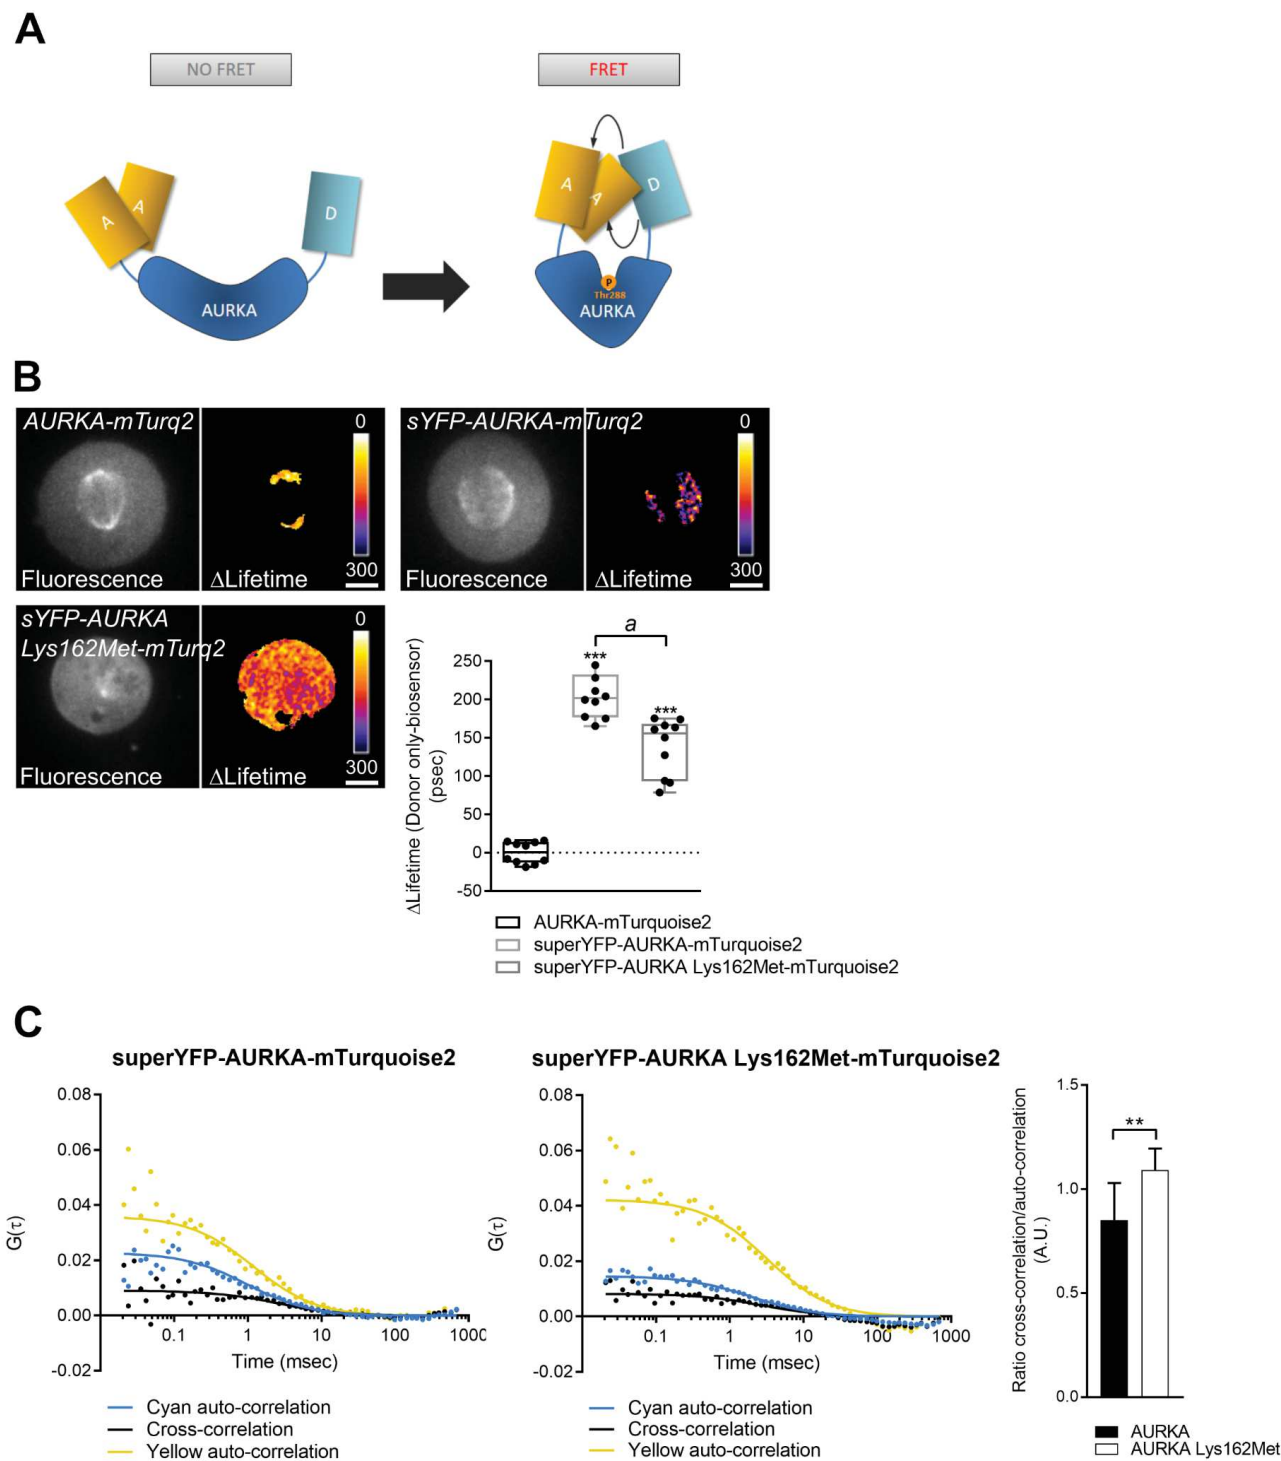 A
NO FRET
FRET
A
A
D
AURKA
A
A
D
P
Thr288
AURKA
B
AURKA-mTurq2
0
Fluorescence
ΔLifetime
300
sYFP-AURKA-mTurq2
0
Fluorescence
ΔLifetime
300
sYFP-AURKA
Lys162Met-mTurq2
0
Fluorescence
ΔLifetime
300
ΔLifetime (Donor only-biosensor)
(psec)
250
200
150
100
50
0
-50
***
a
***
AURKA-mTurquoise2
superYFP-AURKA-mTurquoise2
superYFP-AURKA Lys162Met-mTurquoise2
C
superYFP-AURKA-mTurquoise2
G(τ)
0.08
0.06
0.04
0.02
0.00
-0.02
0.1
1
10
100
1000
Time (msec)
Cyan auto-correlation
Cross-correlation
Yellow auto-correlation
superYFP-AURKA Lys162Met-mTurquoise2
G(τ)
0.08
0.06
0.04
0.02
0.00
-0.02
0.1
1
10
100
1000
Time (msec)
Cyan auto-correlation
Cross-correlation
Yellow auto-correlation
Ratio cross-correlation/auto-correlation
(A.U.)
1.5
1.0
0.5
0.0
**
AURKA
AURKA Lys162Met